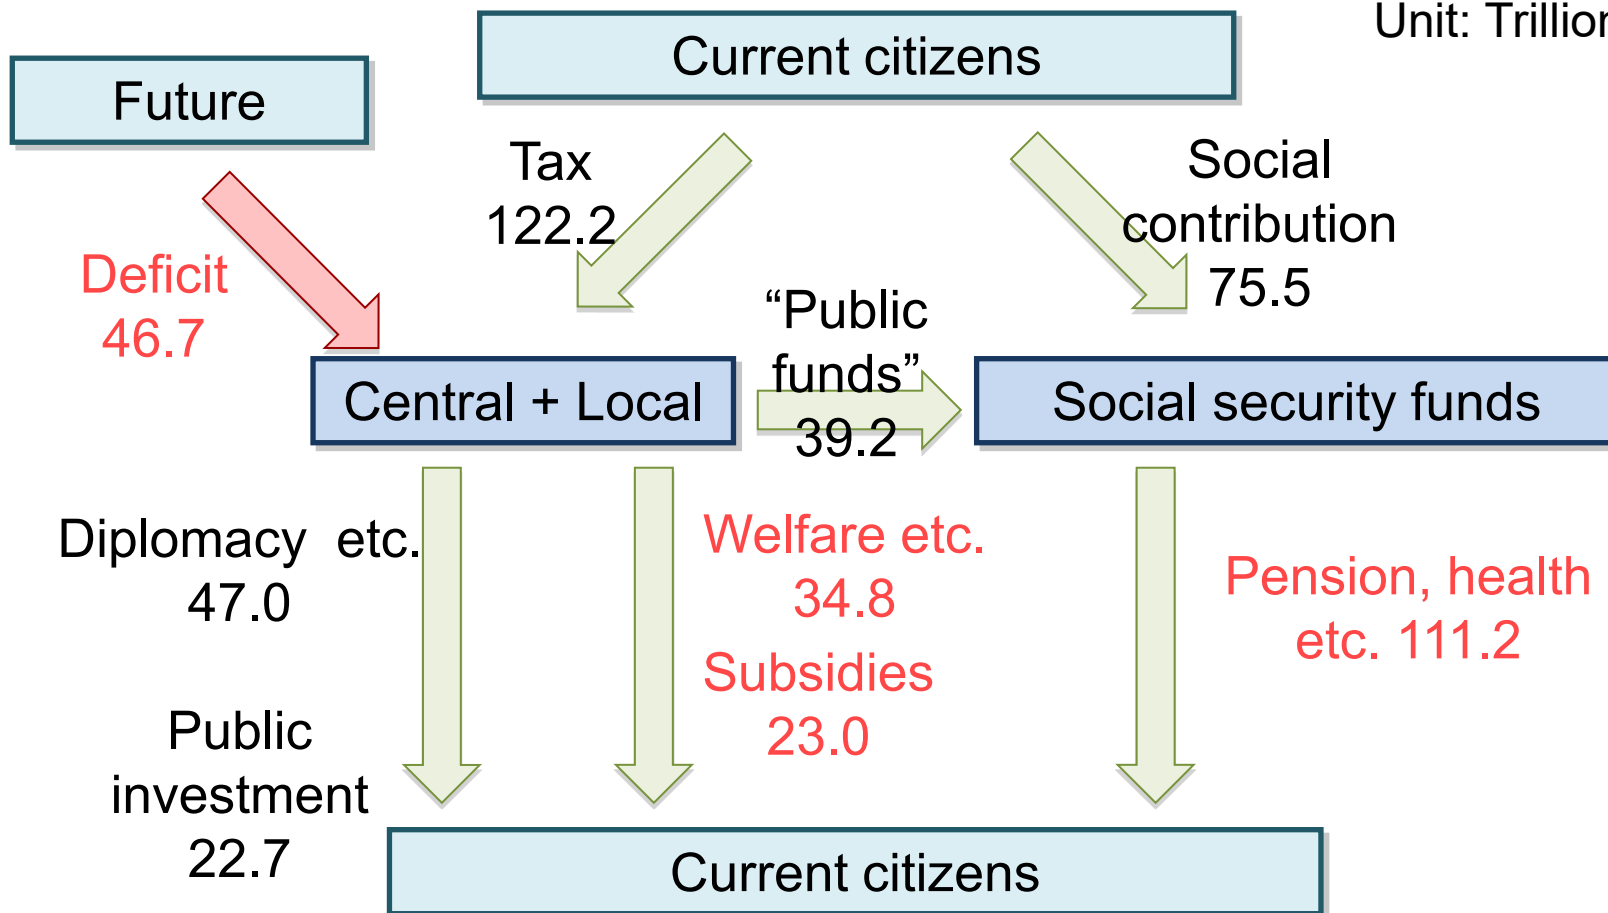 Unit: Trillion
Current citizens
Future
Tax
122.2
Social
contribution
75.5
Deficit
46.7
“Public
funds”
39.2
Central + Local
Social security funds
Diplomacy etc.
47.0
Welfare etc.
34.8
Pension, health
etc. 111.2
Subsidies
23.0
Public
investment
22.7
Current citizens